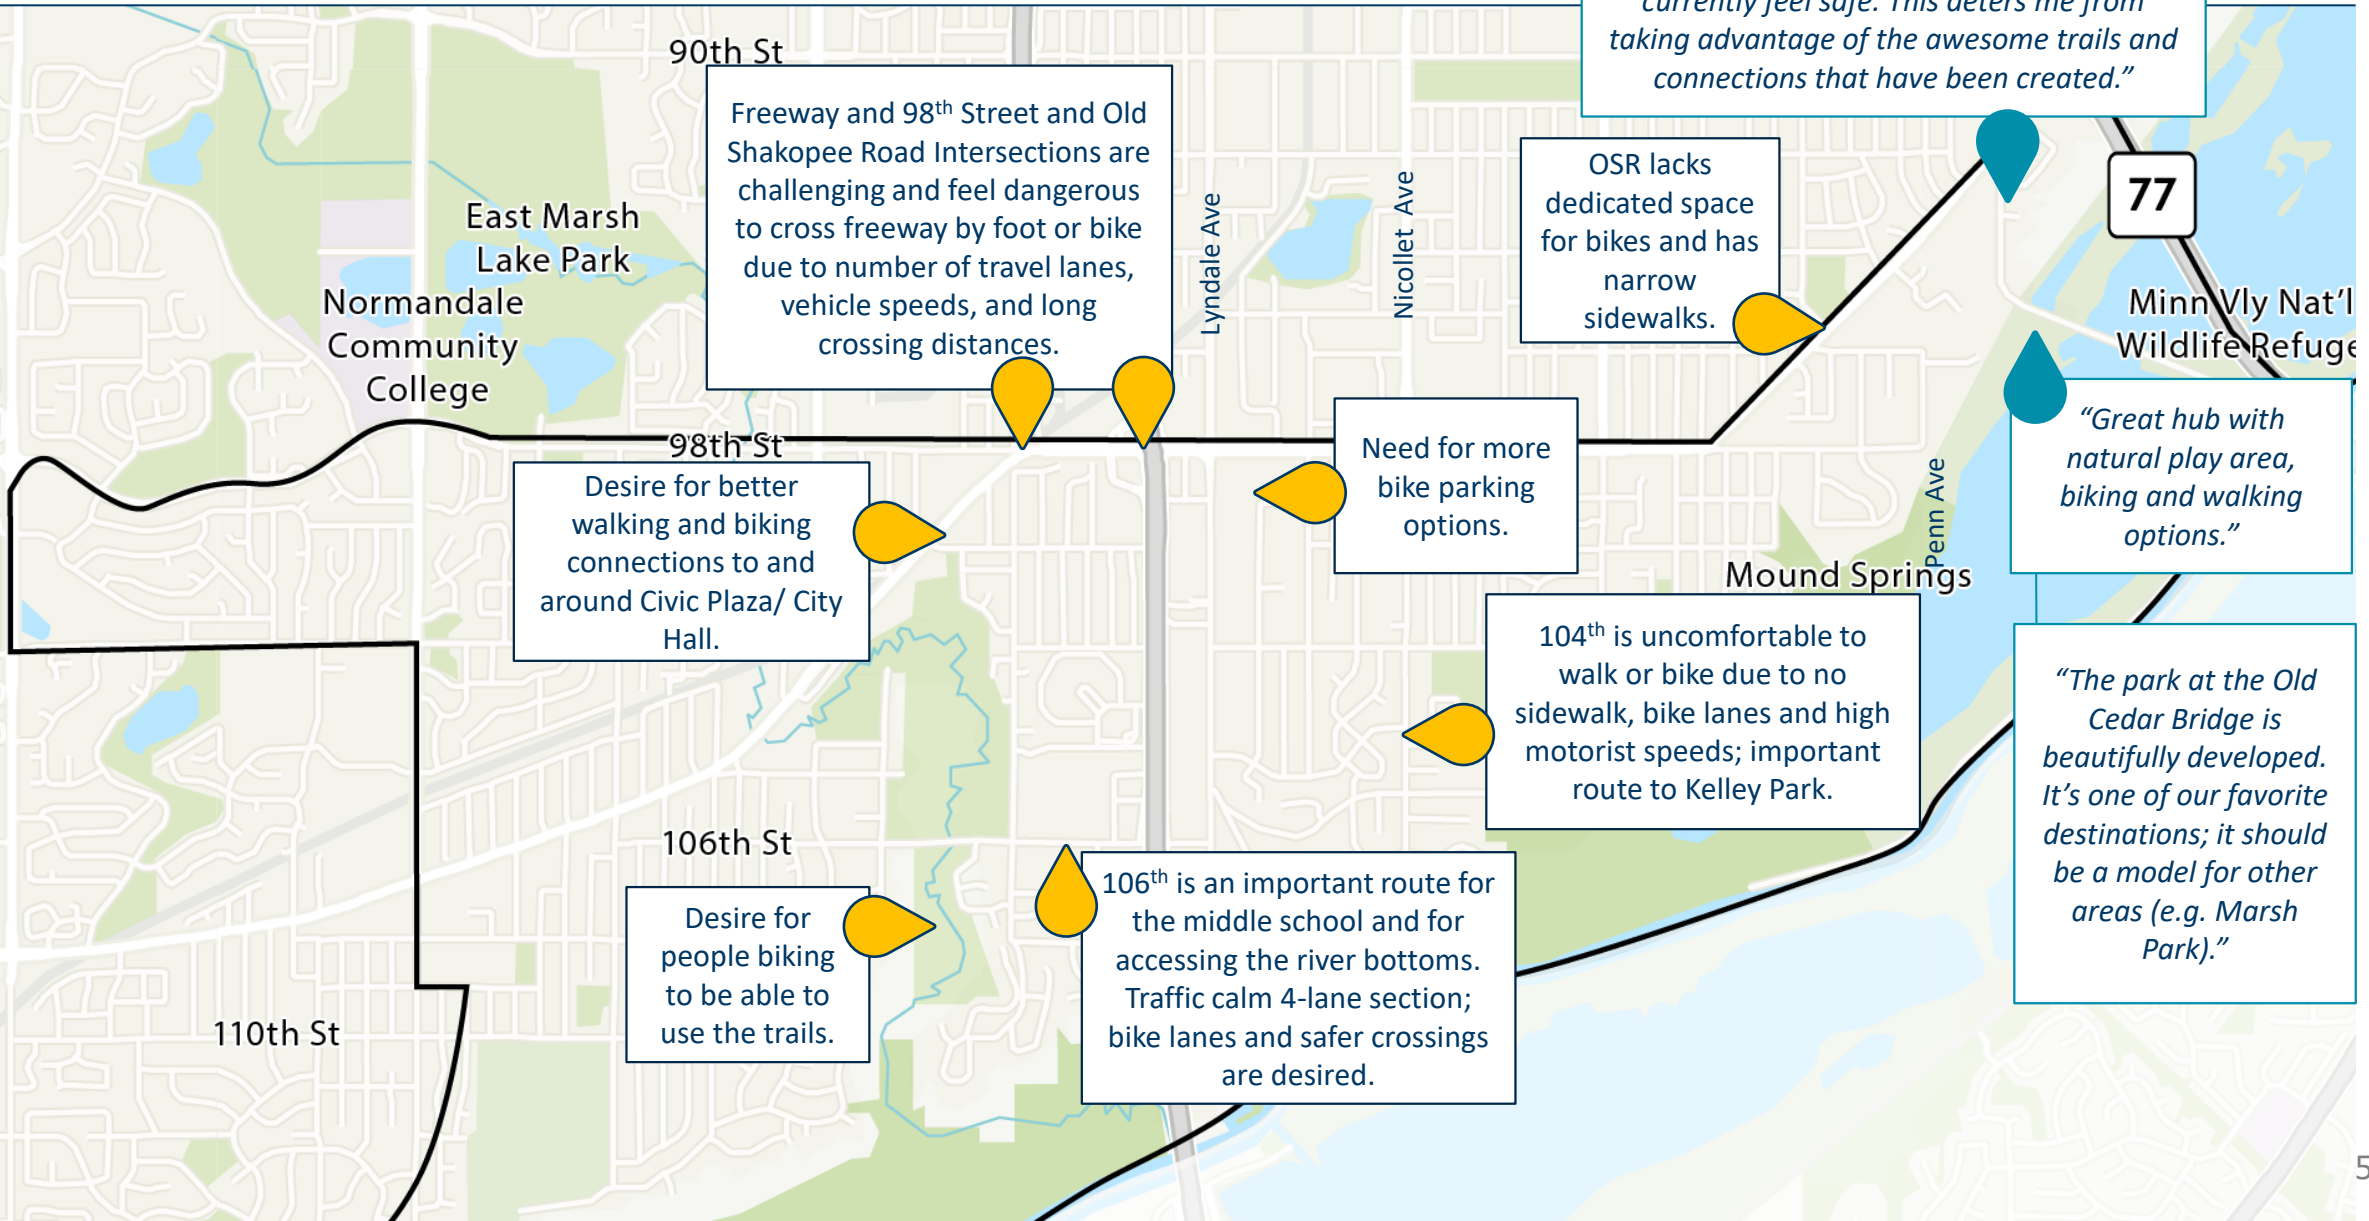 currently feel safe. This deters me from
taking advantage of the awesome trails and
connections that have been created.”
90th St
Freeway and 98th Street and Old
Shakopee Road Intersections are
challenging and feel dangerous
to cross freeway by foot or bike
due to number of travel lanes,
vehicle speeds, and long
crossing distances.
OSR lacks
dedicated space
for bikes and has
narrow
sidewalks.
77
East Marsh
Lake Park
Lyndale Ave
Nicollet Ave
Normandale
Community
College
Minn Vly Nat’l
Wildlife Refuge
98th St
Need for more
bike parking
options.
“Great hub with
natural play area,
biking and walking
options.”
Desire for better
walking and biking
connections to and
around Civic Plaza/ City
Hall.
Penn Ave
Mound Springs
104th is uncomfortable to
walk or bike due to no
sidewalk, bike lanes and high
motorist speeds; important
route to Kelley Park.
“The park at the Old
Cedar Bridge is
beautifully developed.
It’s one of our favorite
destinations; it should
be a model for other
areas (e.g. Marsh
Park).”
106th St
106th is an important route for
the middle school and for
accessing the river bottoms.
Traffic calm 4-lane section;
bike lanes and safer crossings
are desired.
Desire for
people biking
to be able to
use the trails.
110th St
5